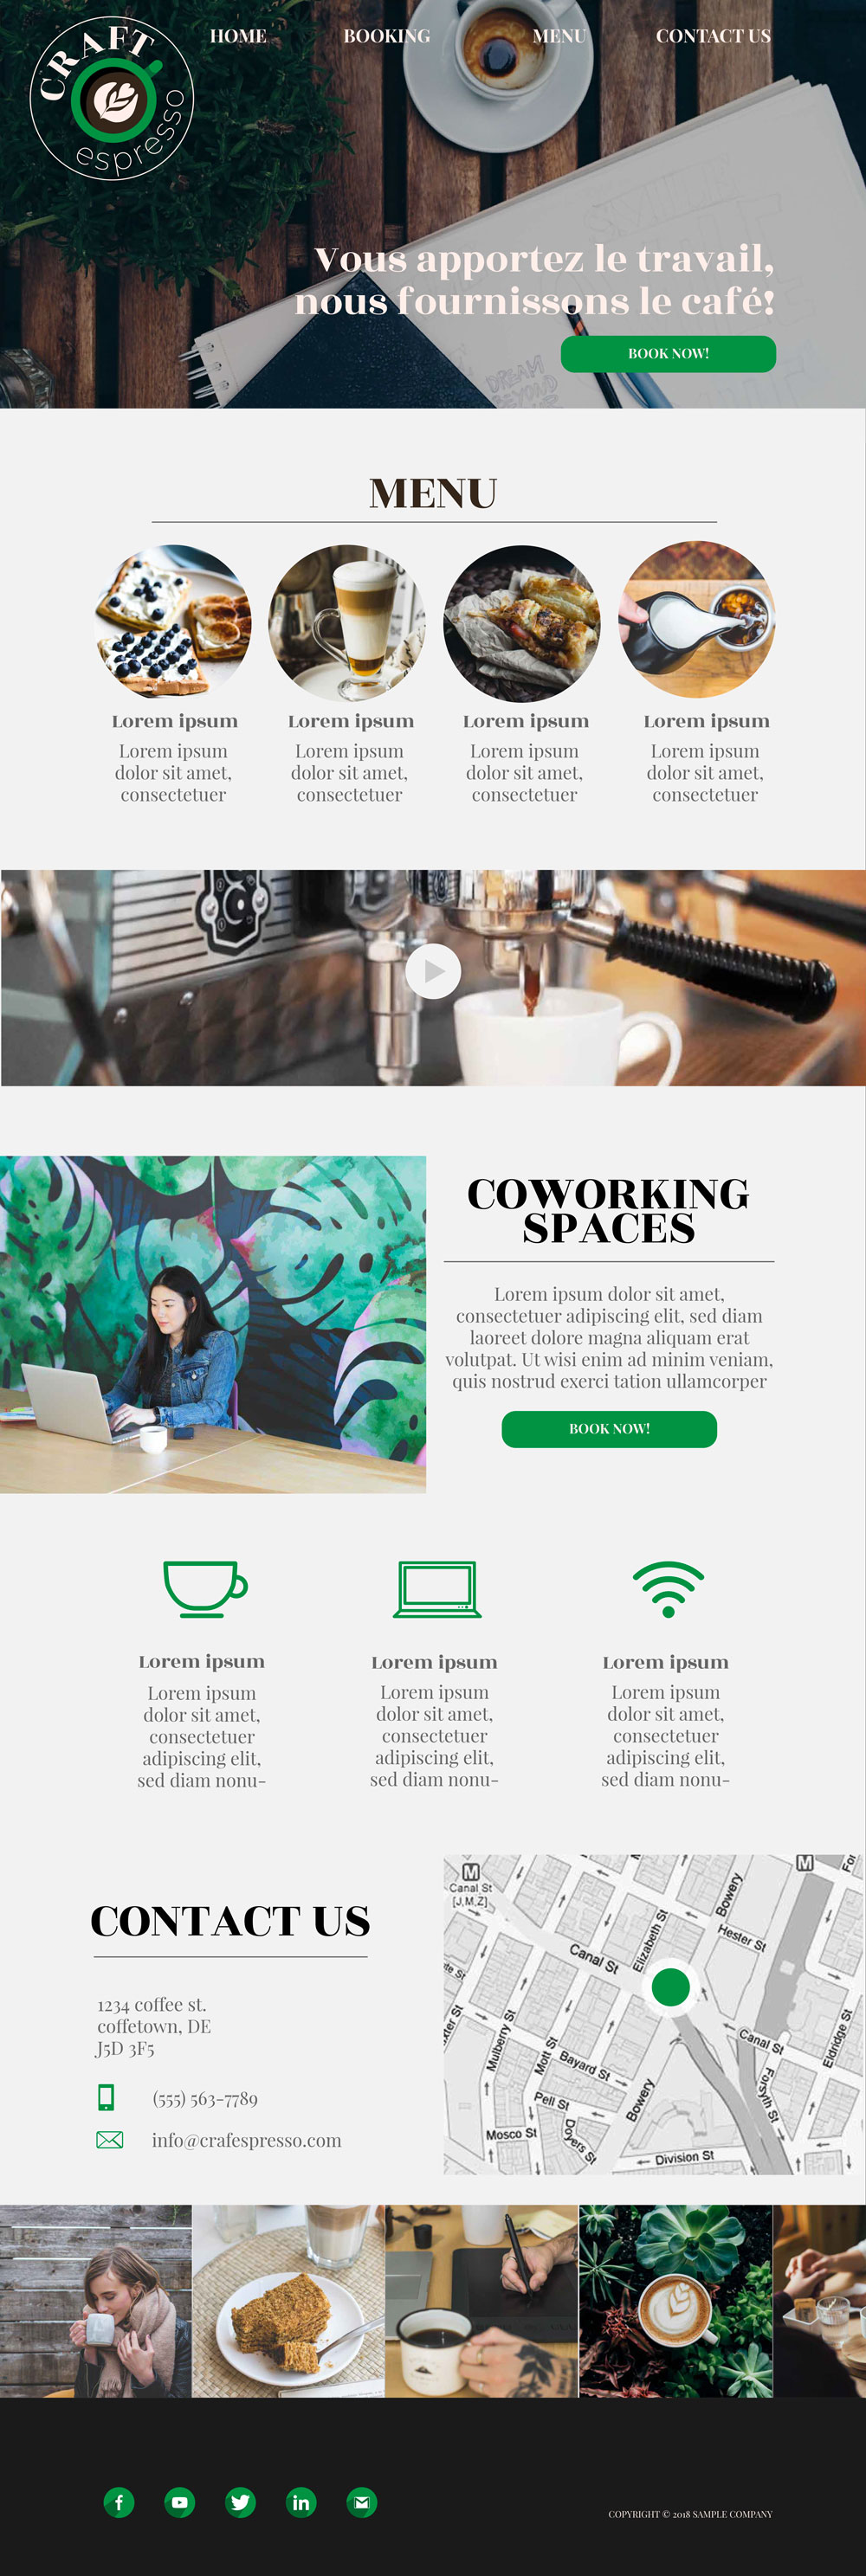 CRAFT
espresso
HOME BOOKING MENU CONTACT US
Vous apportez le travail,
nous fournissons le café!
BOOK NOW!
DREAM
BEYOND
MENU
Lorem ipsum
Lorem ipsum
dolor sit amet,
consectetuer
Lorem ipsum
Lorem ipsum
dolor sit amet,
consectetuer
Lorem ipsum
Lorem ipsum
dolor sit amet,
consectetuer
Lorem ipsum
Lorem ipsum
dolor sit amet,
consectetuer
COWORKING
SPACES
Lorem ipsum dolor sit amet,
consectetuer adipiscing elit, sed diam
laoreet dolore magna aliquam erat
volutpat. Ut wisi enim ad minim veniam,
quis nostrud exerci tation ullamcorper
BOOK NOW!
Lorem ipsum
Lorem ipsum
dolor sit amet,
consectetuer
adipiscing elit,
sed diam nonu-
Lorem ipsum
Lorem ipsum
dolor sit amet,
consectetuer
adipiscing elit,
sed diam nonu-
Lorem ipsum
Lorem ipsum
dolor sit amet,
consectetuer
adipiscing elit,
sed diam nonu-
CONTACT US
1234 coffee st.
coffetown, DE
J5D 3F5
(555) 563-7789
info@crafespresso.com
M
Canal St
[J,M,Z]
M
Bowery
Elizabeth St
Hester St
Canal St
Mulberry St
Mott St
Bayard St
Canal St
Eldridge St
Forsyth St
Pell St
Bowery
Mosco St
Doyers St
Division St
COPYRIGHT © 2018 SAMPLE COMPANY